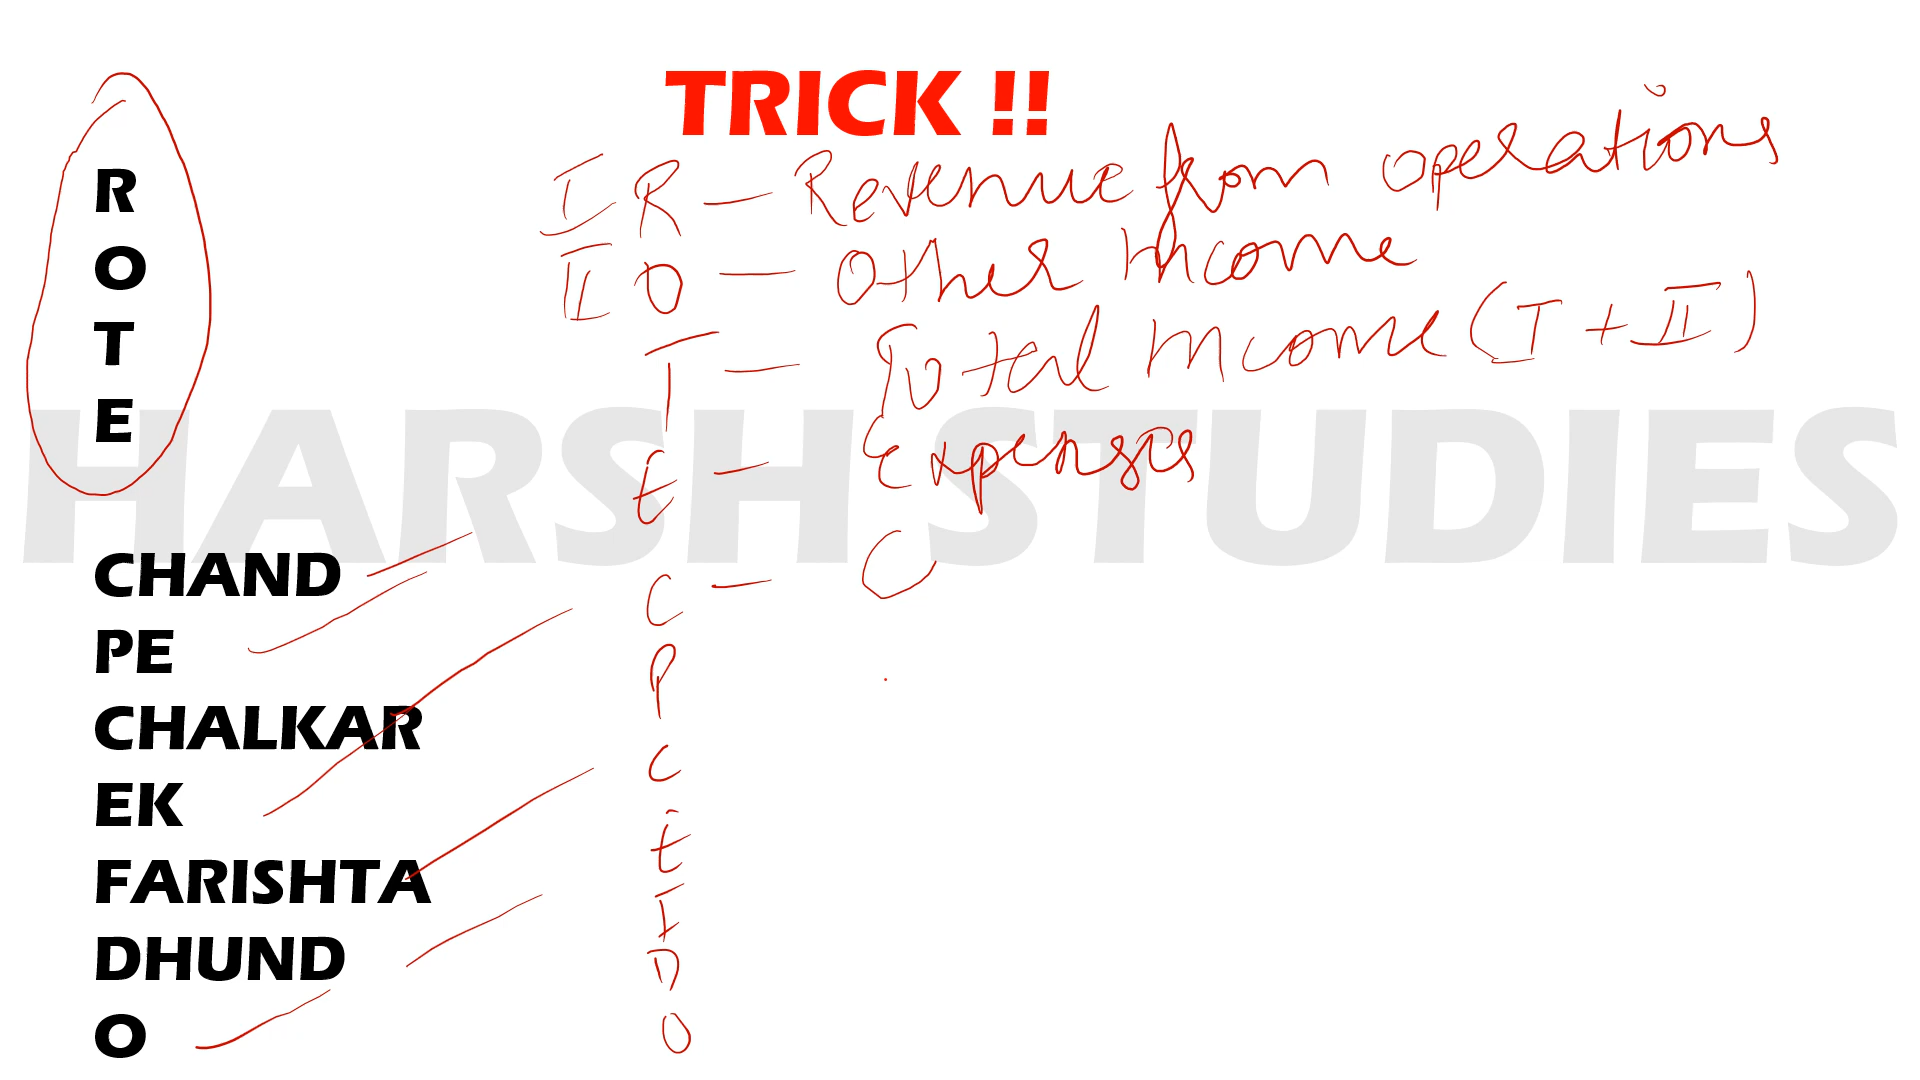 TRICK !!
R
O
T
E
CHAND
PE
CHALKAR
EK
FARISHTA
DHUND
O
I R - Revenue from operations
II O - Other Income
T - Total Income (I + II)
E - Expenses
C - C
P
C
E
F
D
O
HARSH STUDIES